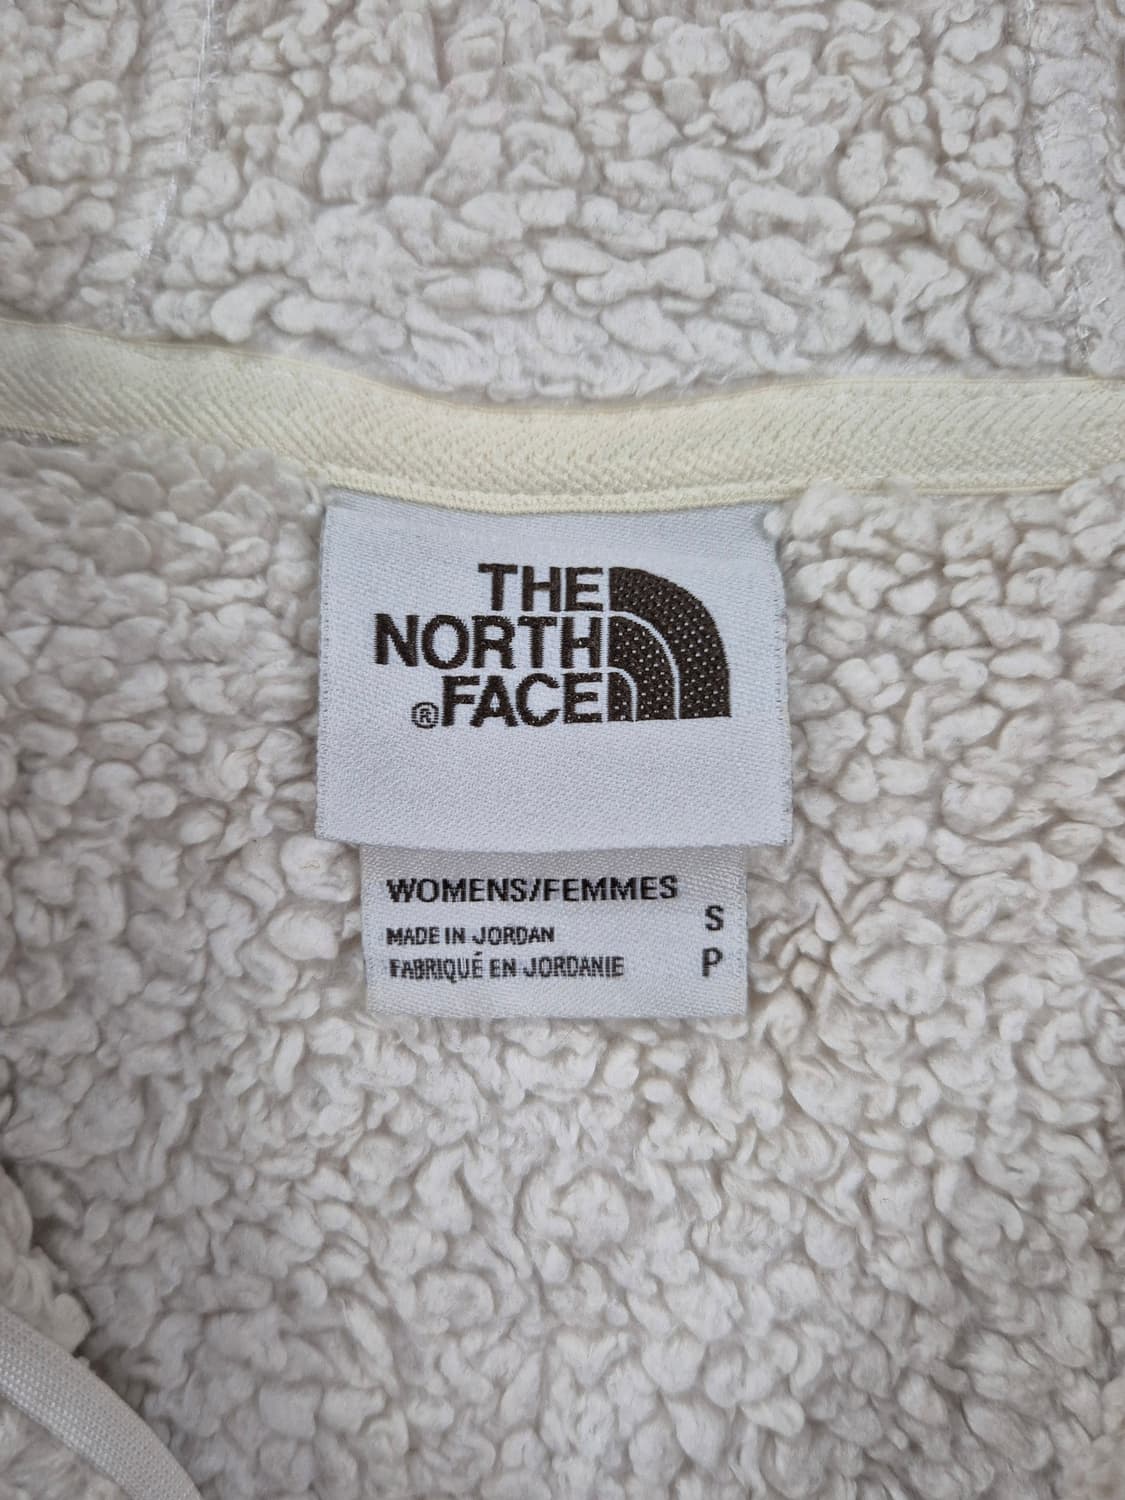 THE
NORTH
®FACE
WOMENS/FEMMES
S
MADE IN JORDAN
FABRIQUÉ EN JORDANIE
P